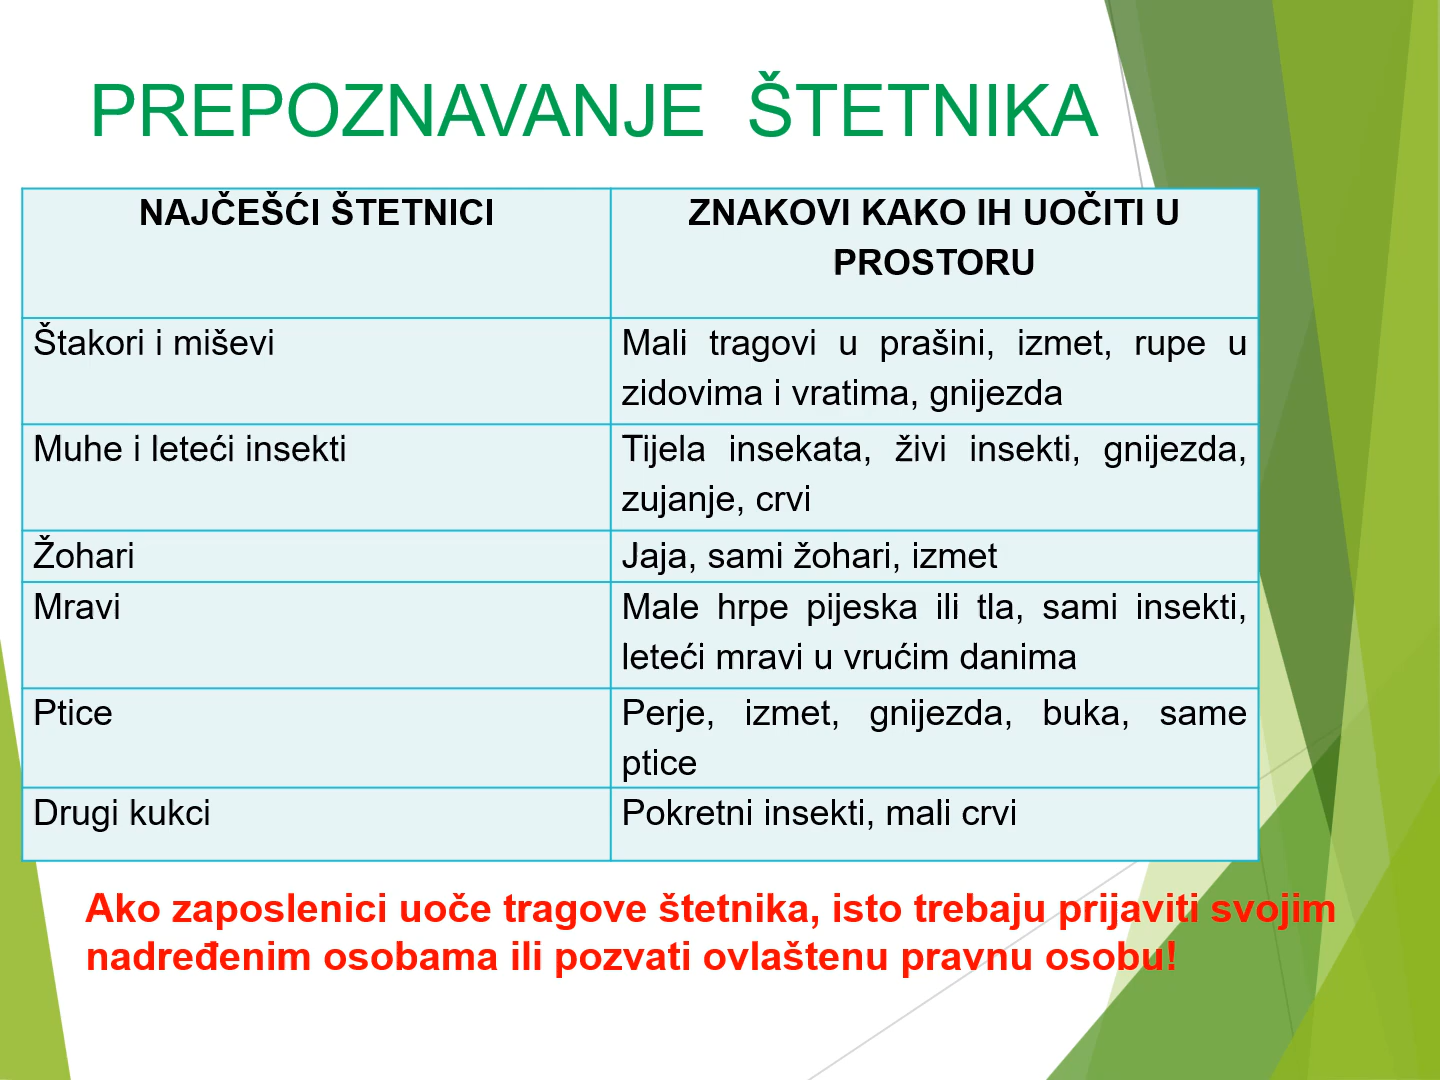 PREPOZNAVANJE ŠTETNIKA
NAJČEŠĆI ŠTETNICI
ZNAKOVI KAKO IH UOČITI U
PROSTORU
Štakori i miševi
Mali tragovi u prašini, izmet, rupe u
zidovima i vratima, gnijezda
Muhe i leteći insekti
Tijela insekata, živi insekti, gnijezda,
zujanje, crvi
Žohari
Jaja, sami žohari, izmet
Mravi
Male hrpe pijeska ili tla, sami insekti,
leteći mravi u vrućim danima
Ptice
Perje, izmet, gnijezda, buka, same
ptice
Drugi kukci
Pokretni insekti, mali crvi
Ako zaposlenici uoče tragove štetnika, isto trebaju prijaviti svojim
nadređenim osobama ili pozvati ovlaštenu pravnu osobu!